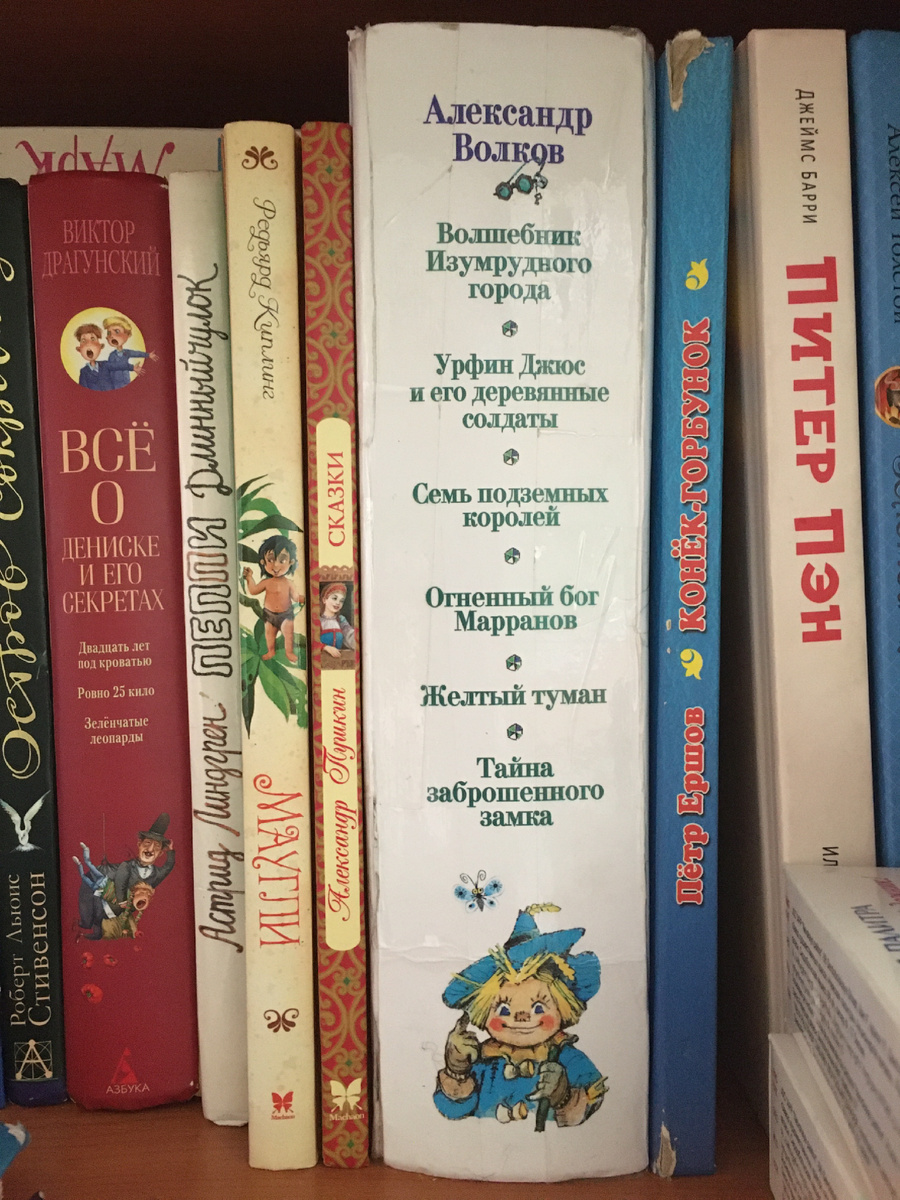 МАРК
Остров Сокровищ
Роберт Льюис
Стивенсон
ВИКТОР
ДРАГУНСКИЙ
ВСЁ
О
ДЕНИСКЕ
И ЕГО
СЕКРЕТАХ
Двадцать лет
под кроватью
Ровно 25 кило
Зелёнчатые
леопарды
АЗБУКА
Астрид Линдгрен ПЕППИ Длинныйчулок
Редьярд Киплинг
МАУГЛИ
Machaon
СКАЗКИ
Александр Пушкин
Machaon
Александр
Волков
Волшебник
Изумрудного
города
Урфин Джюс
и его деревянные
солдаты
Семь подземных
королей
Огненный бог
Марранов
Желтый туман
Тайна
заброшенного
замка
Пётр Ершов КОНЁК-ГОРБУНОК
ДЖЕЙМС БАРРИ
ПИТЕР ПЭН
ИЛ
Алексей Толстой